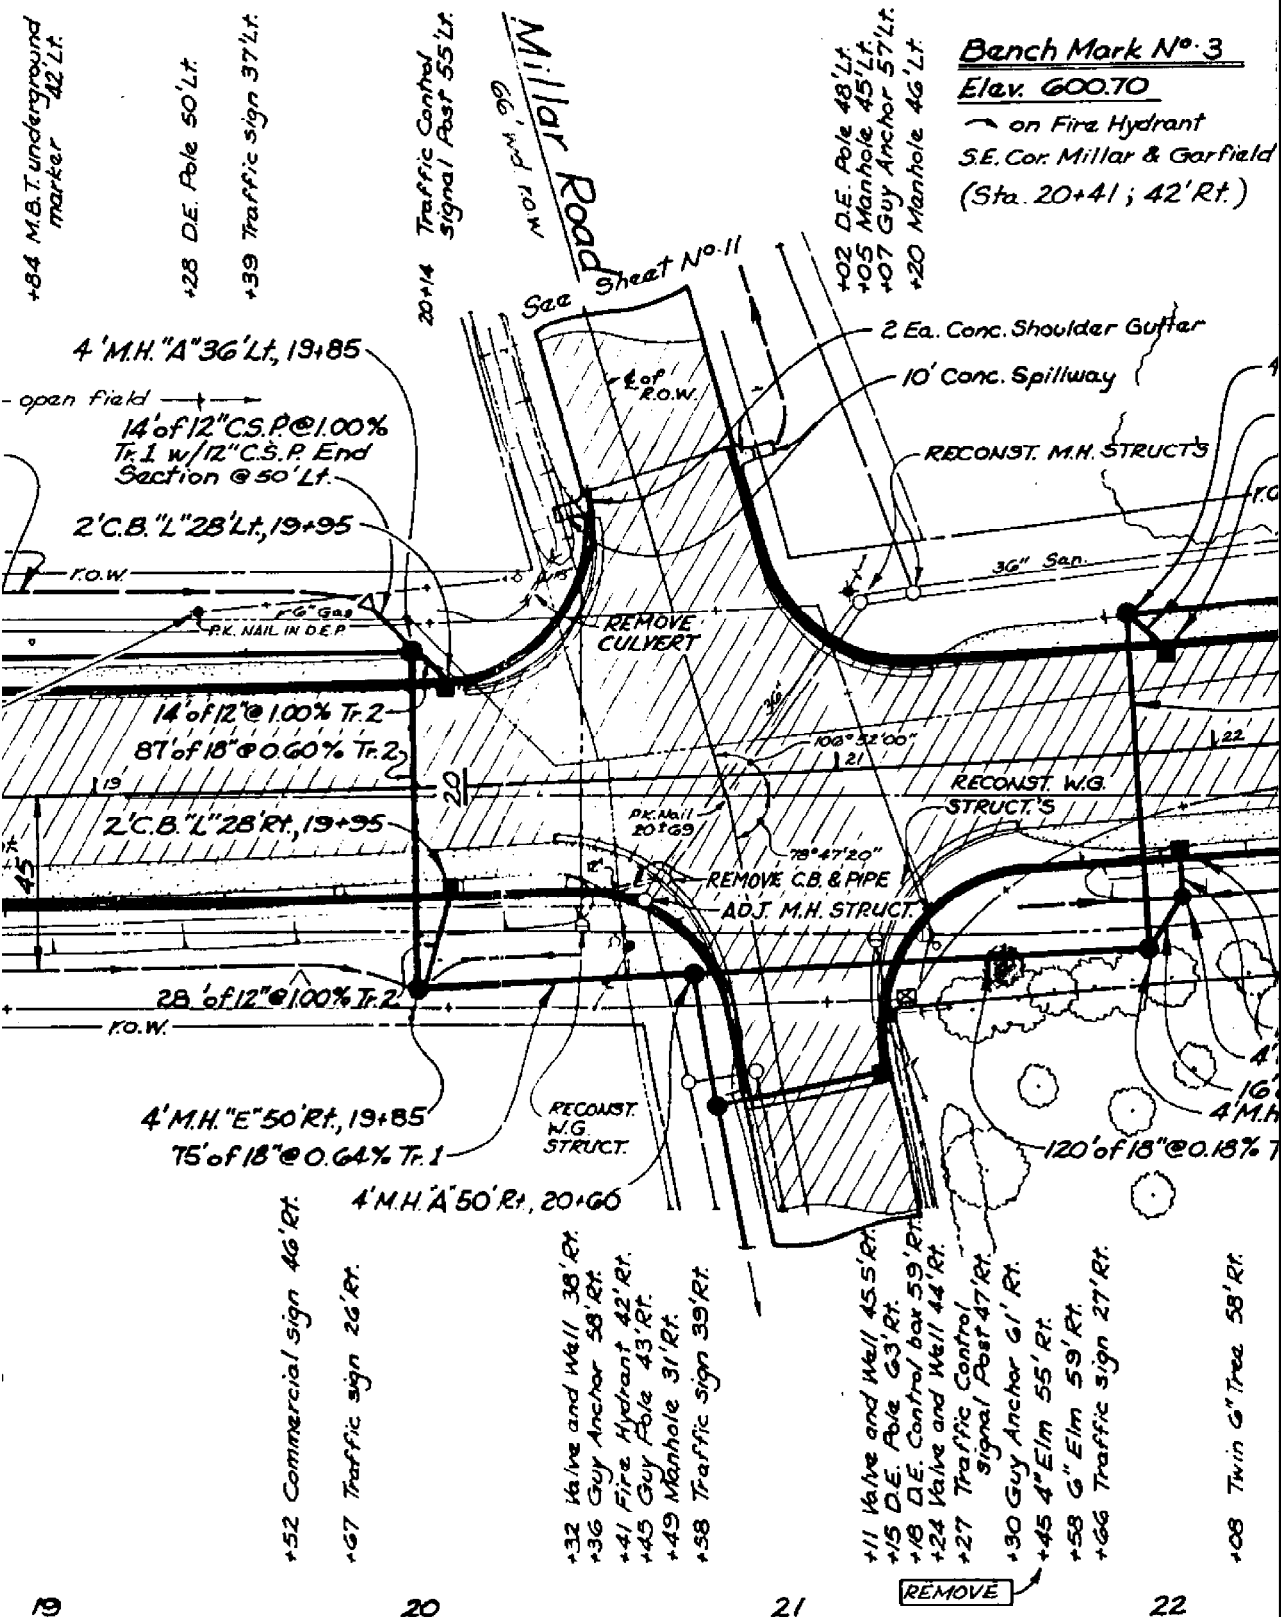 +84 M.B.T. underground
marker 42' Lt.
+28 D.E. Pole 50' Lt.
+39 Traffic sign 37' Lt.
20+14 Traffic Control
signal Post 55' Lt.
Millar Road
66' Wd R.O.W
+02 D.E. Pole 48' Lt.
+05 Manhole 45' Lt.
+07 Guy Anchor 57' Lt.
+20 Manhole 46' Lt.
Bench Mark Nº 3
Elev. 600.70
on Fire Hydrant
S.E. Cor. Millar & Garfield
(Sta. 20+41 ; 42' Rt.)
See Sheet Nº 11
4' M.H. "A" 36' Lt., 19+85
open field
14' of 12" C.S.P. @ 1.00%
Tr. 1 w/12" C.S.P. End
Section @ 50' Lt.
2' C.B. "L" 28' Lt., 19+95
2 Ea. Conc. Shoulder Gutter
10' Conc. Spillway
RECONST. M.H. STRUCT'S
℄ of
R.O.W.
r.o.w.
6" Gas
P.K. NAIL IN D.E.P.
REMOVE
CULVERT
36" San.
36"
14' of 12" @ 1.00% Tr. 2
87' of 18" @ 0.60% Tr. 2
106° 52' 00"
19
20
21
22
RECONST. W.G.
STRUCT.'S
2' C.B. "L" 28' Rt., 19+95
P.K. Nail
20+69
78° 47' 20"
45'±
REMOVE C.B. & PIPE
ADJ. M.H. STRUCT.
28' of 12" @ 1.00% Tr. 2
r.o.w.
4' M.H. "E" 50' Rt., 19+85
75' of 18" @ 0.64% Tr. 1
4' M.H. "A" 50' Rt., 20+60
RECONST.
W.G.
STRUCT.
4'
16'
4' M.H
120' of 18" @ 0.18% T
+52 Commercial sign 46' Rt.
+67 Traffic sign 26' Rt.
+32 Valve and Well 38' Rt.
+36 Guy Anchor 58' Rt.
+41 Fire Hydrant 42' Rt.
+45 Guy Pole 43' Rt.
+49 Manhole 31' Rt.
+58 Traffic sign 39' Rt.
+11 Valve and Well 45.5' Rt.
+15 D.E. Pole 63' Rt.
+18 D.E. Control box 59' Rt.
+24 Valve and Well 44' Rt.
+27 Traffic Control
signal Post 47' Rt.
+30 Guy Anchor 61' Rt.
+45 4" Elm 55' Rt.
+58 6" Elm 59' Rt.
+66 Traffic sign 27' Rt.
+08 Twin 6" Tree 58' Rt.
REMOVE
19
20
21
22